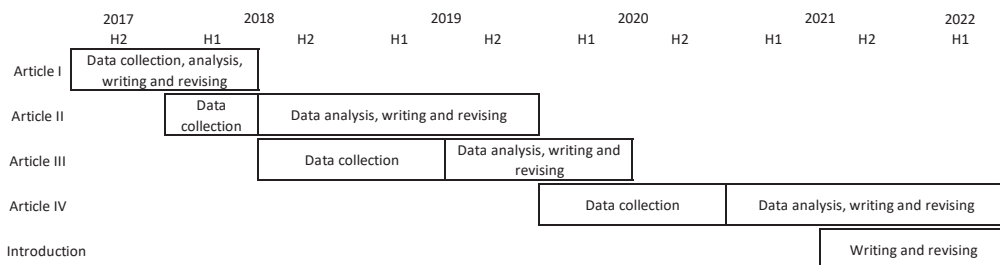 2017 2018 2019 2020 2021 2022
H2 H1 H2 H1 H2 H1 H2 H1 H2 H1
Article I
Data collection, analysis,
writing and revising
Article II
Data
collection
Data analysis, writing and revising
Article III
Data collection
Data analysis, writing and
revising
Article IV
Data collection
Data analysis, writing and revising
Introduction
Writing and revising